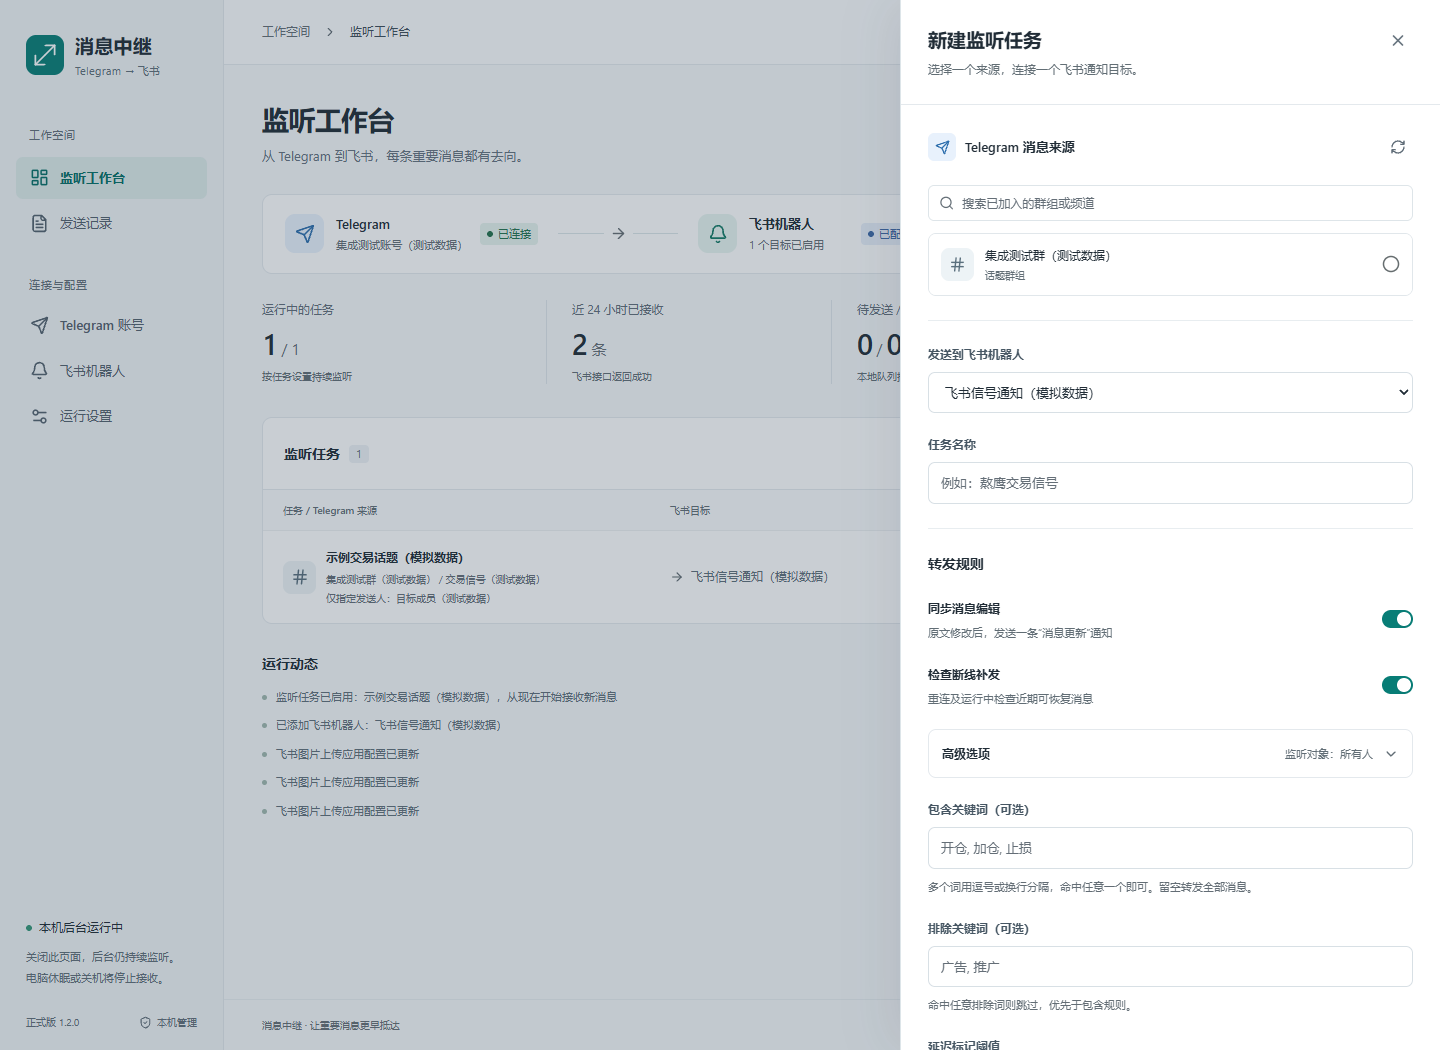 消息中继
Telegram → 飞书
工作空间
监听工作台
发送记录
连接与配置
Telegram 账号
飞书机器人
运行设置
本机后台运行中
关闭此页面，后台仍持续监听。
电脑休眠或关机将停止接收。
正式版 1.2.0
本机管理
工作空间 > 监听工作台
监听工作台
从 Telegram 到飞书，每条重要消息都有去向。
Telegram
集成测试账号（测试数据）
已连接
飞书机器人
1 个目标已启用
已配
运行中的任务
1 / 1
按任务设置持续监听
近 24 小时已接收
2 条
飞书接口返回成功
待发送 /
0 / 0
本地队列
监听任务 1
任务 / Telegram 来源
飞书目标
示例交易话题（模拟数据）
集成测试群（测试数据） / 交易信号（测试数据）
仅指定发送人：目标成员（测试数据）
飞书信号通知（模拟数据）
运行动态
监听任务已启用：示例交易话题（模拟数据），从现在开始接收新消息
已添加飞书机器人：飞书信号通知（模拟数据）
飞书图片上传应用配置已更新
飞书图片上传应用配置已更新
飞书图片上传应用配置已更新
消息中继 · 让重要消息更早抵达
新建监听任务
选择一个来源，连接一个飞书通知目标。
Telegram 消息来源
搜索已加入的群组或频道
集成测试群（测试数据）
话题群组
发送到飞书机器人
飞书信号通知（模拟数据）
任务名称
例如：熬鹰交易信号
转发规则
同步消息编辑
原文修改后，发送一条“消息更新”通知
检查断线补发
重连及运行中检查近期可恢复消息
高级选项
监听对象：所有人
包含关键词（可选）
开仓, 加仓, 止损
多个词用逗号或换行分隔，命中任意一个即可。留空转发全部消息。
排除关键词（可选）
广告, 推广
命中任意排除词则跳过，优先于包含规则。
延迟标记阈值